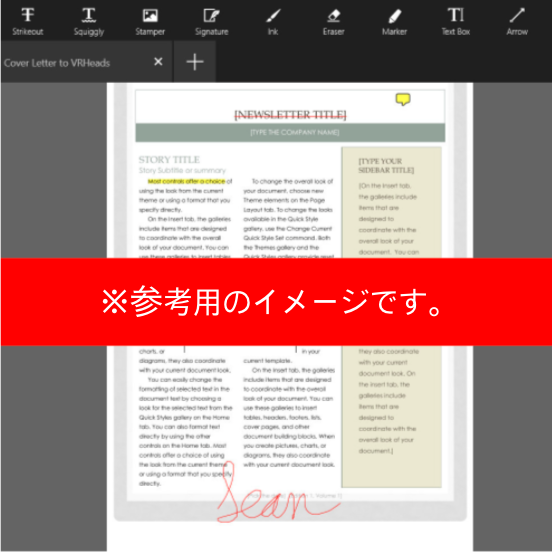 Strikeout Squiggly Stamper Signature Ink Eraser Marker Text Box Arrow
Cover Letter to VRHeads
[NEWSLETTER TITLE]
[TYPE THE COMPANY NAME]
STORY TITLE
Story Subtitle or summary
Most controls offer a choice of
using the look from the current
theme or using a format that you
specify directly.
On the Insert tab, the galleries
include items that are designed
to coordinate with the overall
look of your document. You can
use these galleries to insert tables,
To change the overall look of
your document, choose new
Theme elements on the Page
Layout tab. To change the looks
available in the Quick Style
gallery, use the Change Current
Quick Style Set command. Both
the Themes gallery and the
Quick Styles gallery provide reset
[TYPE YOUR
SIDEBAR TITLE]
[On the Insert tab,
the galleries include
items that are
designed to
coordinate with the
overall look of your
document. You can
※参考用のイメージです。
charts, or
diagrams, they also coordinate
with your current document look.
You can easily change the
formatting of selected text in the
document text by choosing a
look for the selected text from the
Quick Styles gallery on the Home
tab. You can also format text
directly by using the other
controls on the Home tab. Most
controls offer a choice of using
the look from the current theme
or using a format that you specify
directly.
in your
current template.
On the Insert tab, the galleries
include items that are designed
to coordinate with the overall
look of your document. You can
use these galleries to insert
tables, headers, footers, lists,
cover pages, and other
document building blocks. When
you create pictures, charts, or
diagrams, they also coordinate
with your current document look.
they also coordinate
with your current
document look. On
the Insert tab, the
galleries include
items that are
designed to
coordinate with the
overall look of your
document.]
Sean